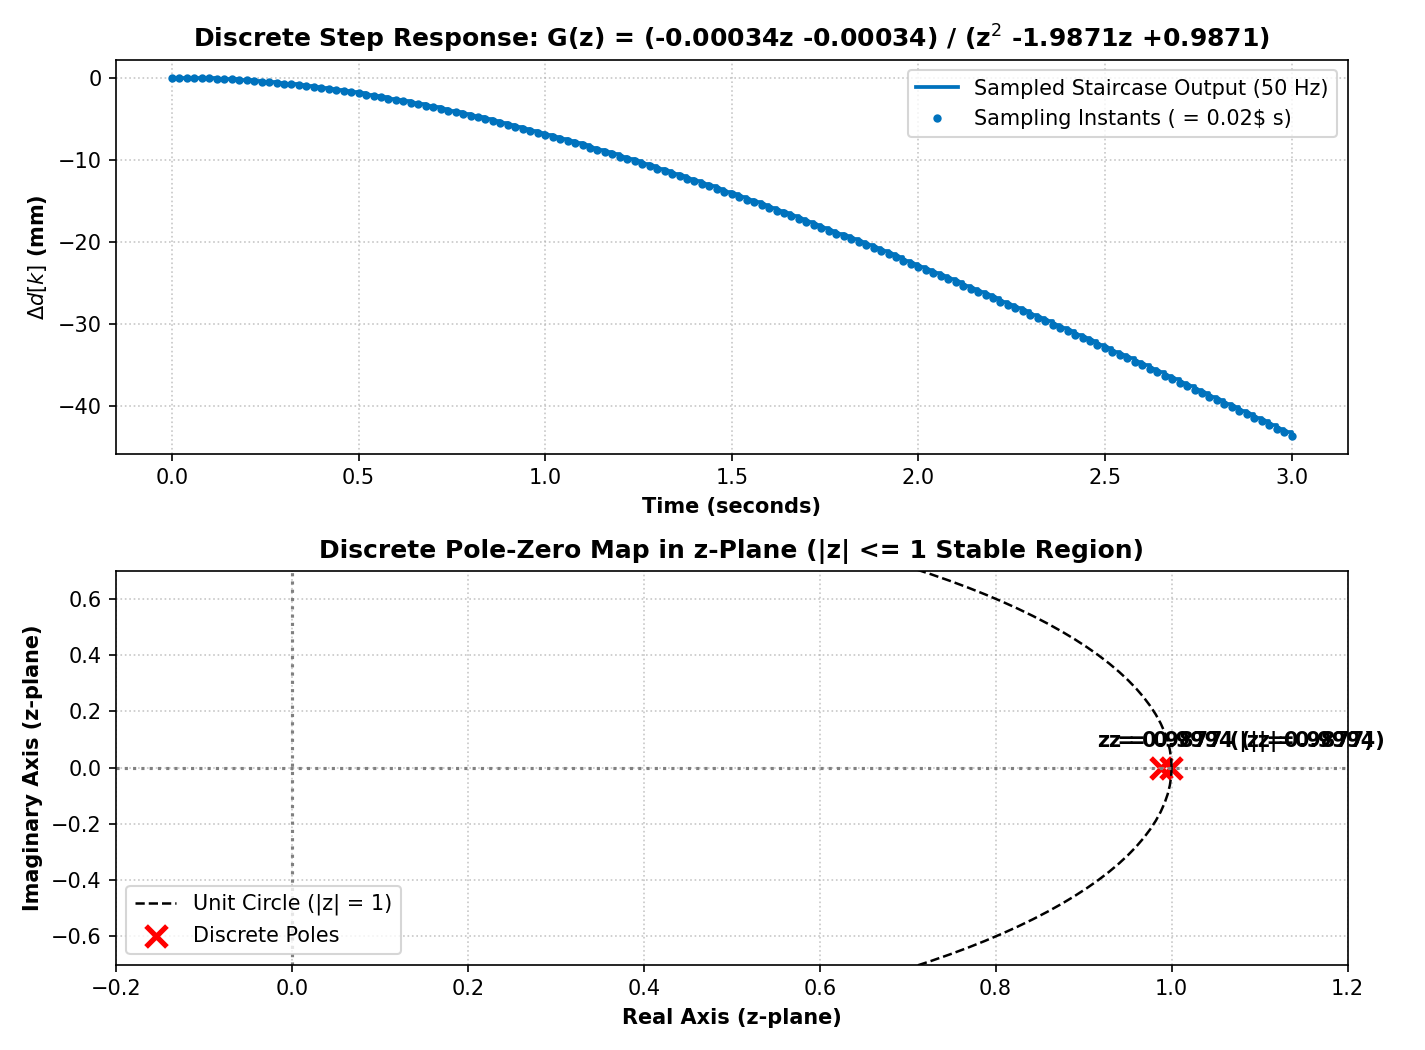 Discrete Step Response: G(z) = (-0.00034z -0.00034) / (z² -1.9871z +0.9871)
0
−10
−20
−30
−40
Δd[k] (mm)
Sampled Staircase Output (50 Hz)
Sampling Instants ( = 0.02$ s)
0.0 0.5 1.0 1.5 2.0 2.5 3.0
Time (seconds)
Discrete Pole-Zero Map in z-Plane (|z| <= 1 Stable Region)
0.6
0.4
0.2
0.0
−0.2
−0.4
−0.6
Imaginary Axis (z-plane)
Unit Circle (|z| = 1)
Discrete Poles
−0.2 0.0 0.2 0.4 0.6 0.8 1.0 1.2
Real Axis (z-plane)